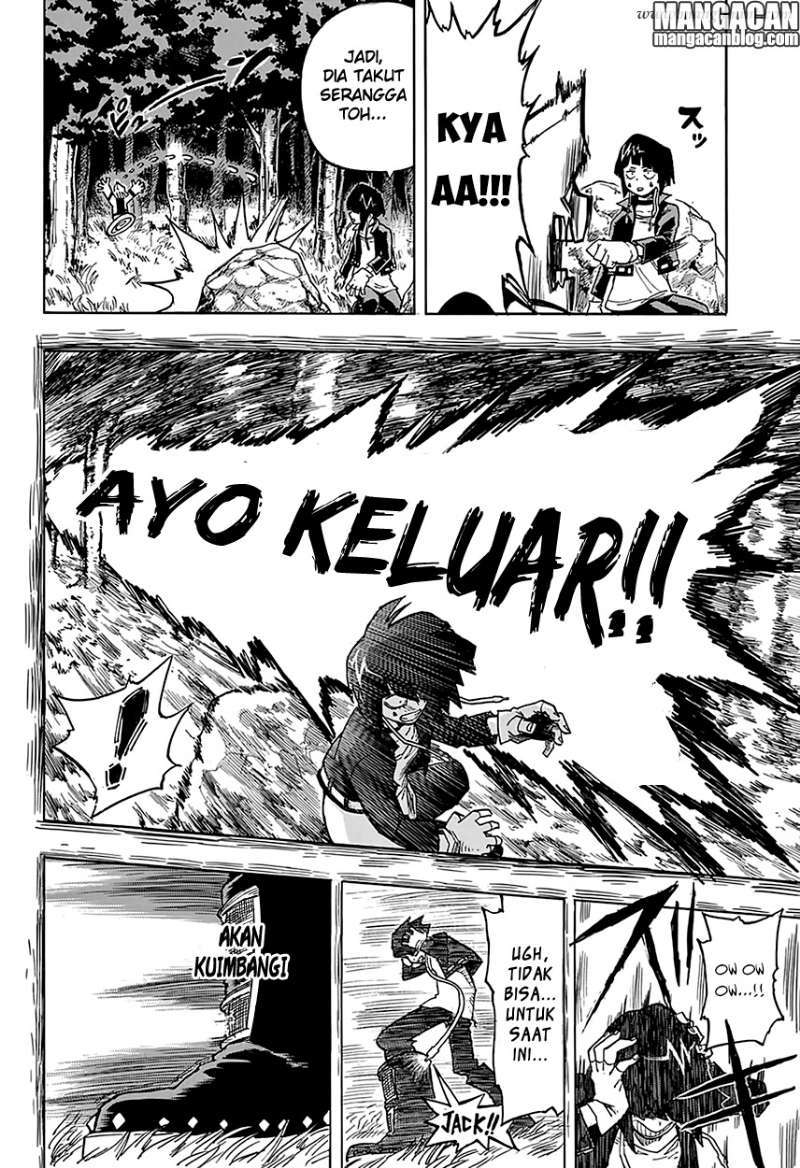 MANGACAN
mangacanblog.com
スッ
KYA
AA!!!
JADI,
DIA TAKUT
SERANGGA
TOH...
AYO KELUAR!!
!
OW OW
OW...!!
UGH,
TIDAK
BISA...
UNTUK
SAAT
INI...
JACK!!
AKAN
KUIMBANGI